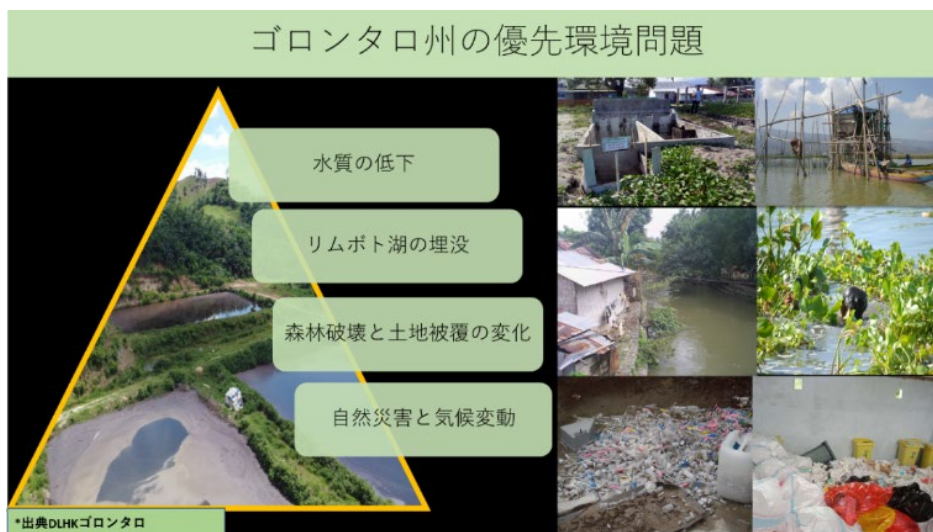 ゴロンタロ州の優先環境問題
水質の低下
リムボト湖の埋没
森林破壊と土地被覆の変化
自然災害と気候変動
*出典DLHKゴロンタロ